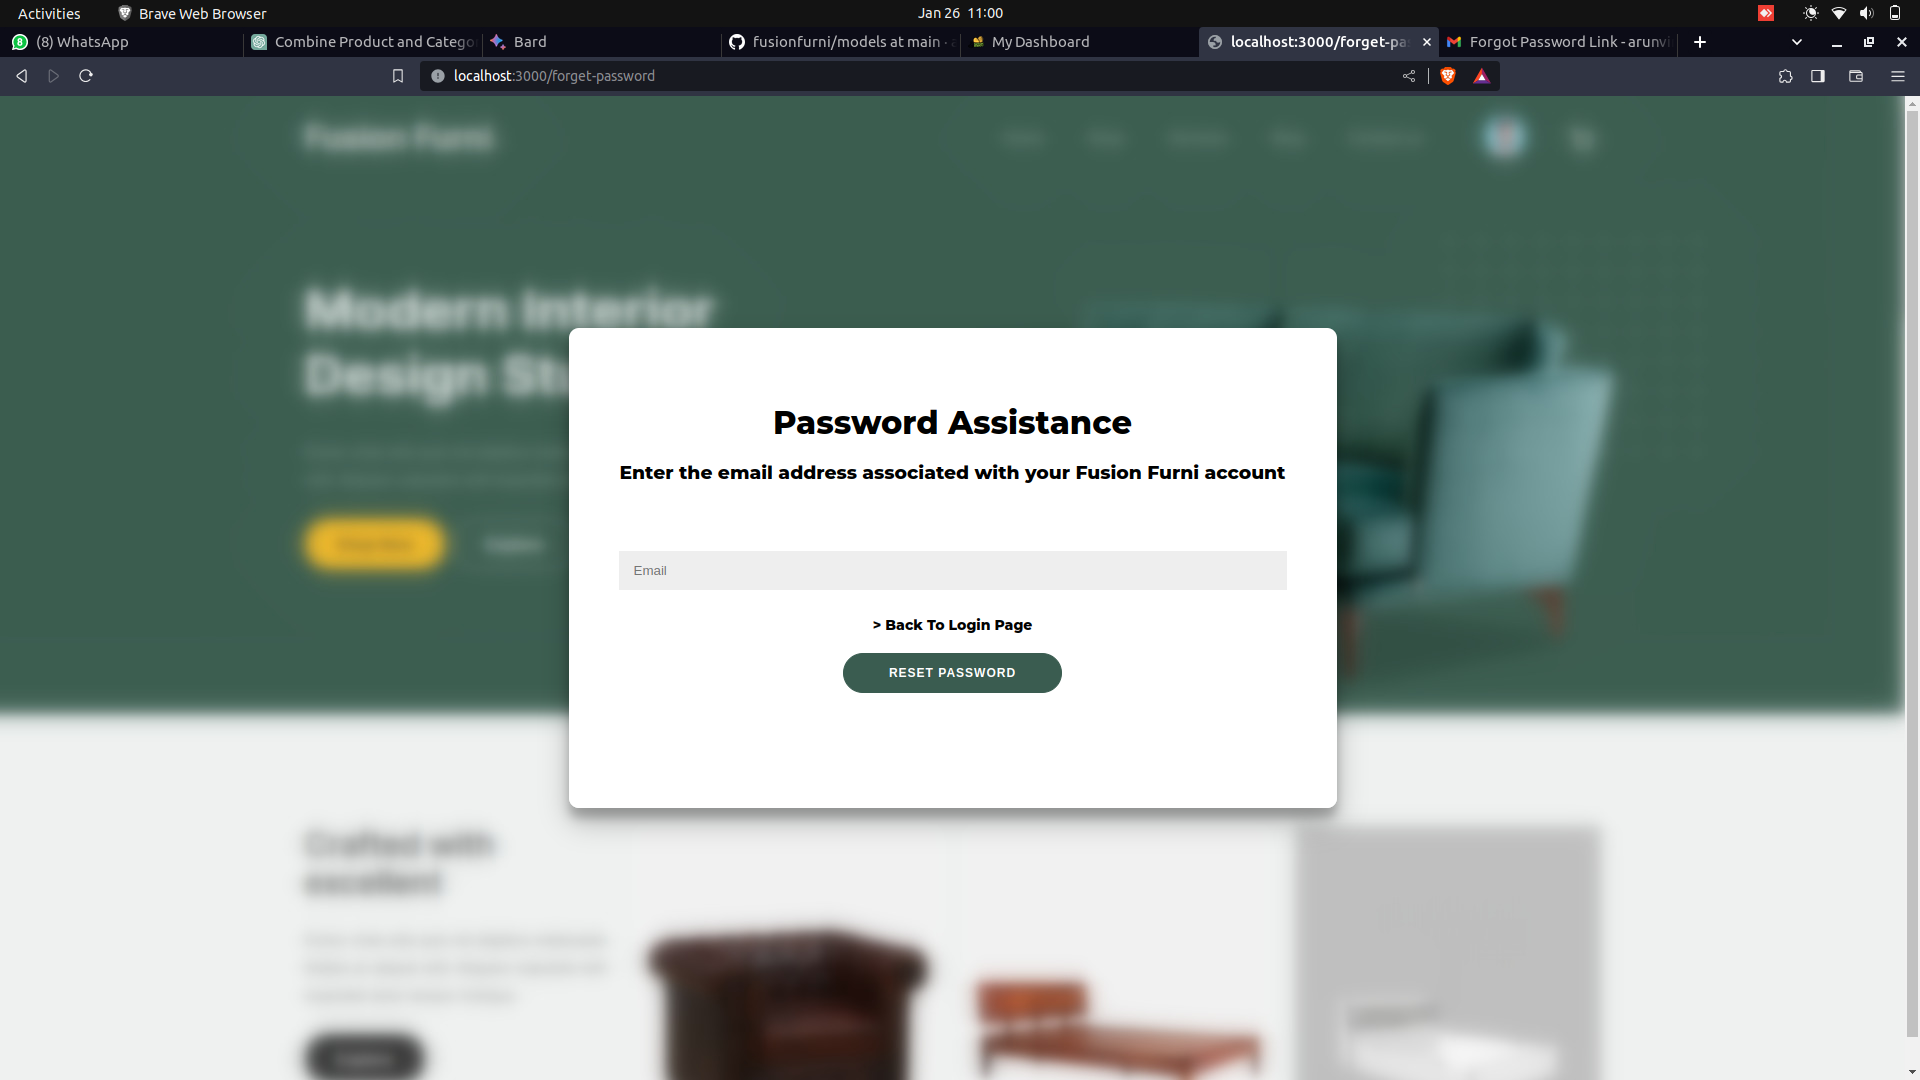 Activities
Brave Web Browser
Jan 26 11:00
(8) WhatsApp
Combine Product and Catego
Bard
fusionfurni/models at main ·
My Dashboard
localhost:3000/forget-pa
Forgot Password Link - arunvi
localhost:3000/forget-password
Fusion Furni
Modern Interior
Design Stu
Password Assistance
Enter the email address associated with your Fusion Furni account
Email
> Back To Login Page
RESET PASSWORD
Crafted with
excellent
Explore